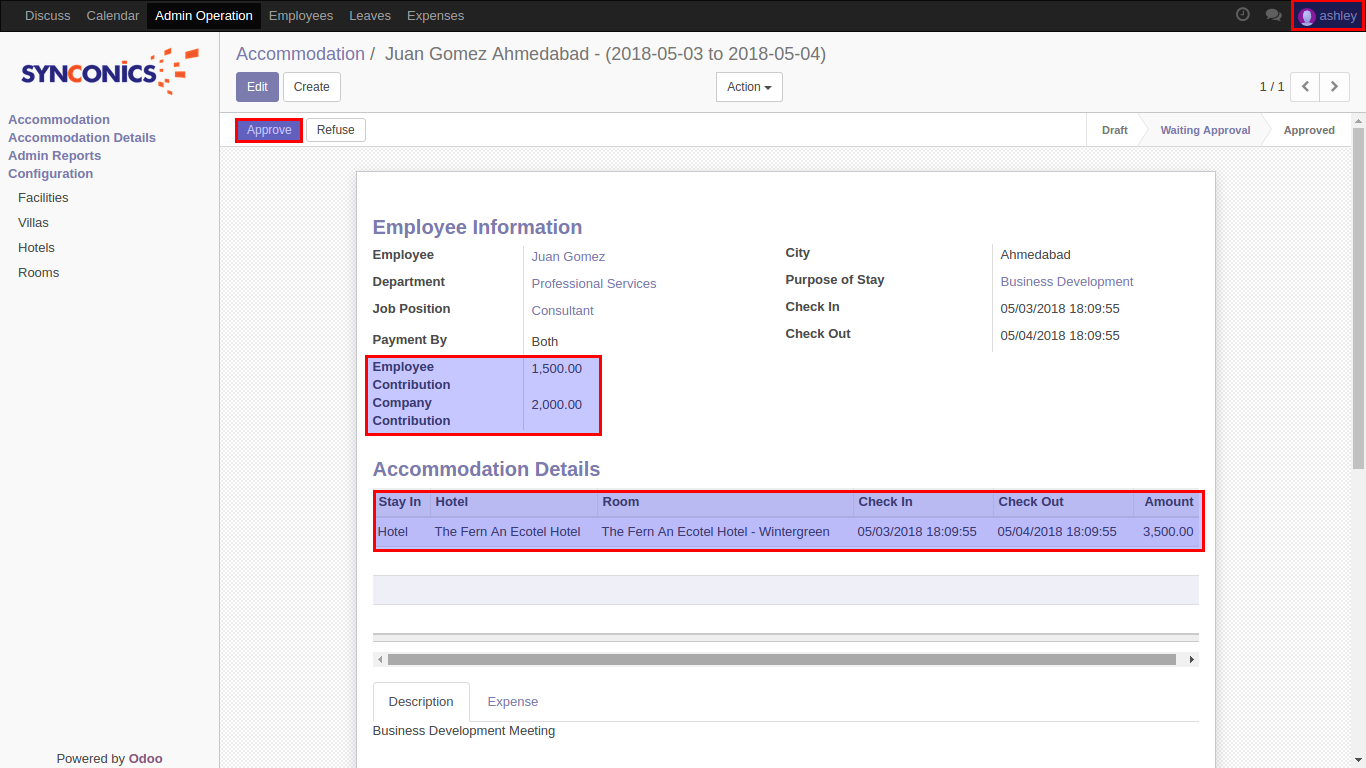 Discuss Calendar Admin Operation Employees Leaves Expenses ashley
SYNCONICS
Accommodation
Accommodation Details
Admin Reports
Configuration
Facilities
Villas
Hotels
Rooms
Powered by Odoo
Accommodation / Juan Gomez Ahmedabad - (2018-05-03 to 2018-05-04)
Edit Create Action 1 / 1
Approve Refuse Draft Waiting Approval Approved
Employee Information
Employee Juan Gomez
Department Professional Services
Job Position Consultant
Payment By Both
Employee Contribution 1,500.00
Company Contribution 2,000.00
City Ahmedabad
Purpose of Stay Business Development
Check In 05/03/2018 18:09:55
Check Out 05/04/2018 18:09:55
Accommodation Details
Stay In Hotel Room Check In Check Out Amount
Hotel The Fern An Ecotel Hotel The Fern An Ecotel Hotel - Wintergreen 05/03/2018 18:09:55 05/04/2018 18:09:55 3,500.00
Description Expense
Business Development Meeting